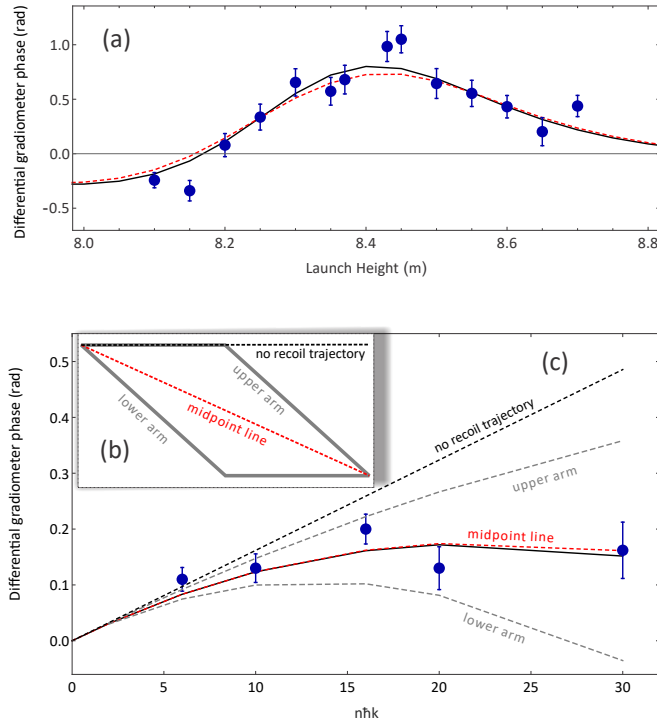 (a)
Differential gradiometer phase (rad)
1.0
0.5
0.0
-0.5
8.0 8.2 8.4 8.6 8.8
Launch Height (m)
(b)
no recoil trajectory
upper arm
midpoint line
lower arm
(c)
Differential gradiometer phase (rad)
0.5
0.4
0.3
0.2
0.1
0.0
no recoil trajectory
upper arm
midpoint line
lower arm
0 5 10 15 20 25 30
nħk